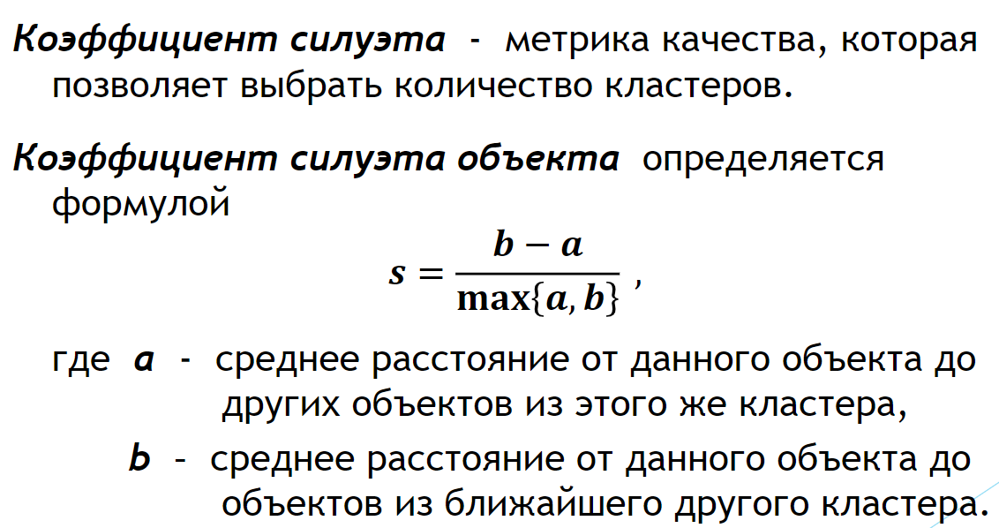 Коэффициент силуэта - метрика качества, которая
позволяет выбрать количество кластеров.
Коэффициент силуэта объекта определяется
формулой
s = \frac{b - a}{\max\{a, b\}} ,
где a - среднее расстояние от данного объекта до
других объектов из этого же кластера,
b - среднее расстояние от данного объекта до
объектов из ближайшего другого кластера.